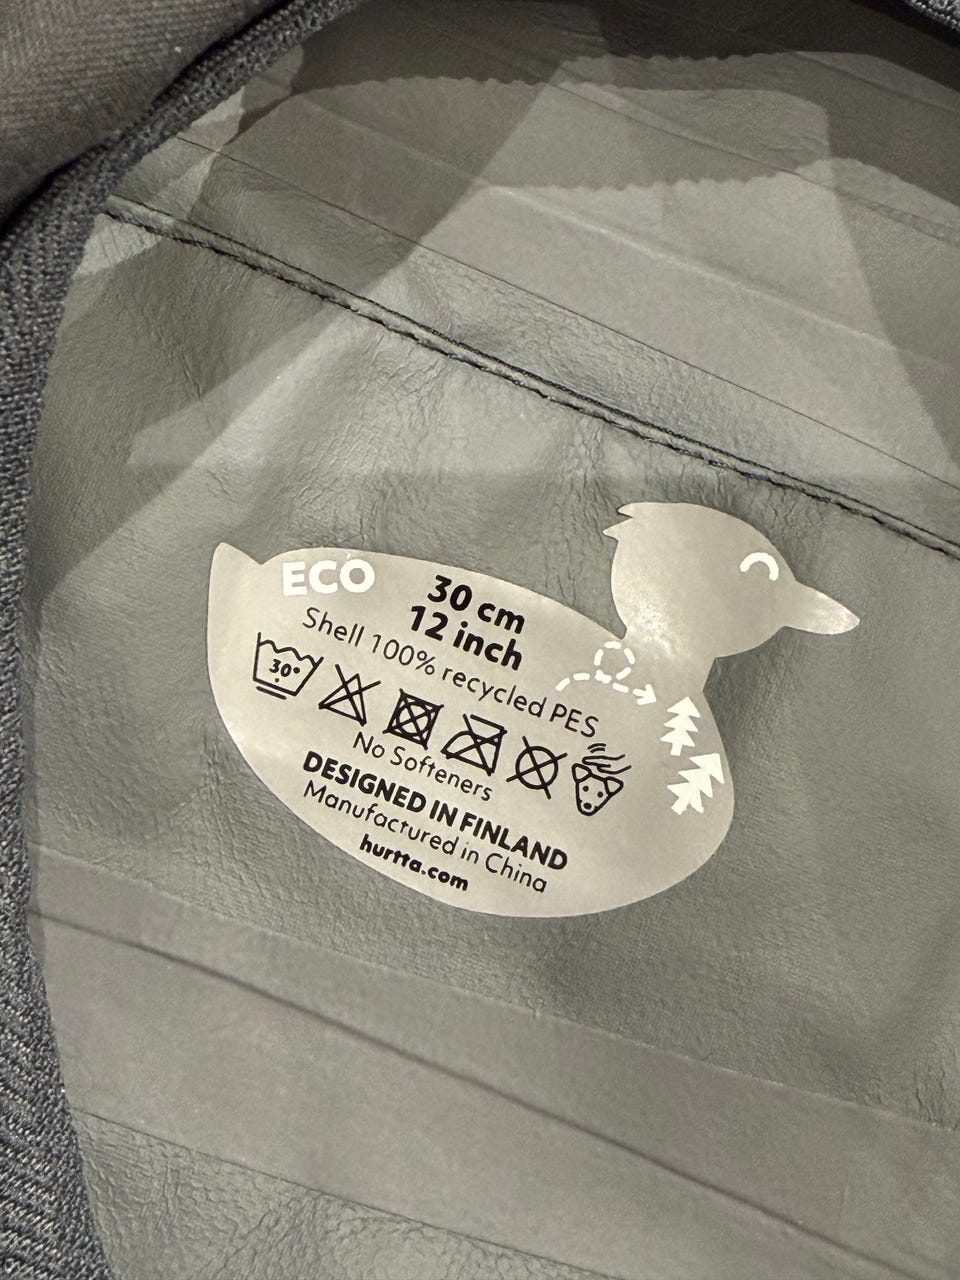 ECO
30 cm
12 inch
Shell 100% recycled PES
30°
No Softeners
DESIGNED IN FINLAND
Manufactured in China
hurtta.com